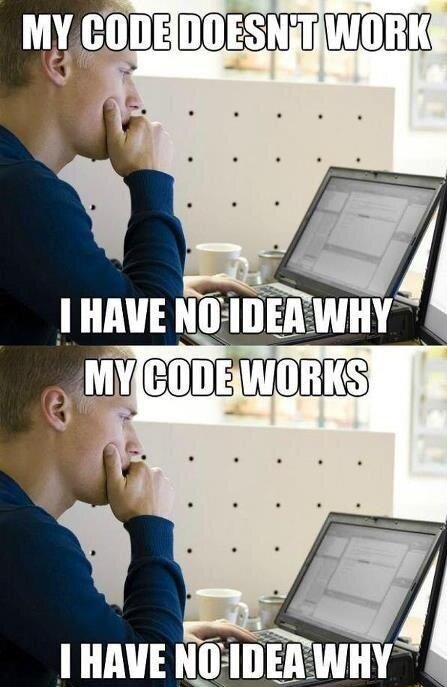 MY CODE DOESN'T WORK
I HAVE NO IDEA WHY
MY CODE WORKS
I HAVE NO IDEA WHY